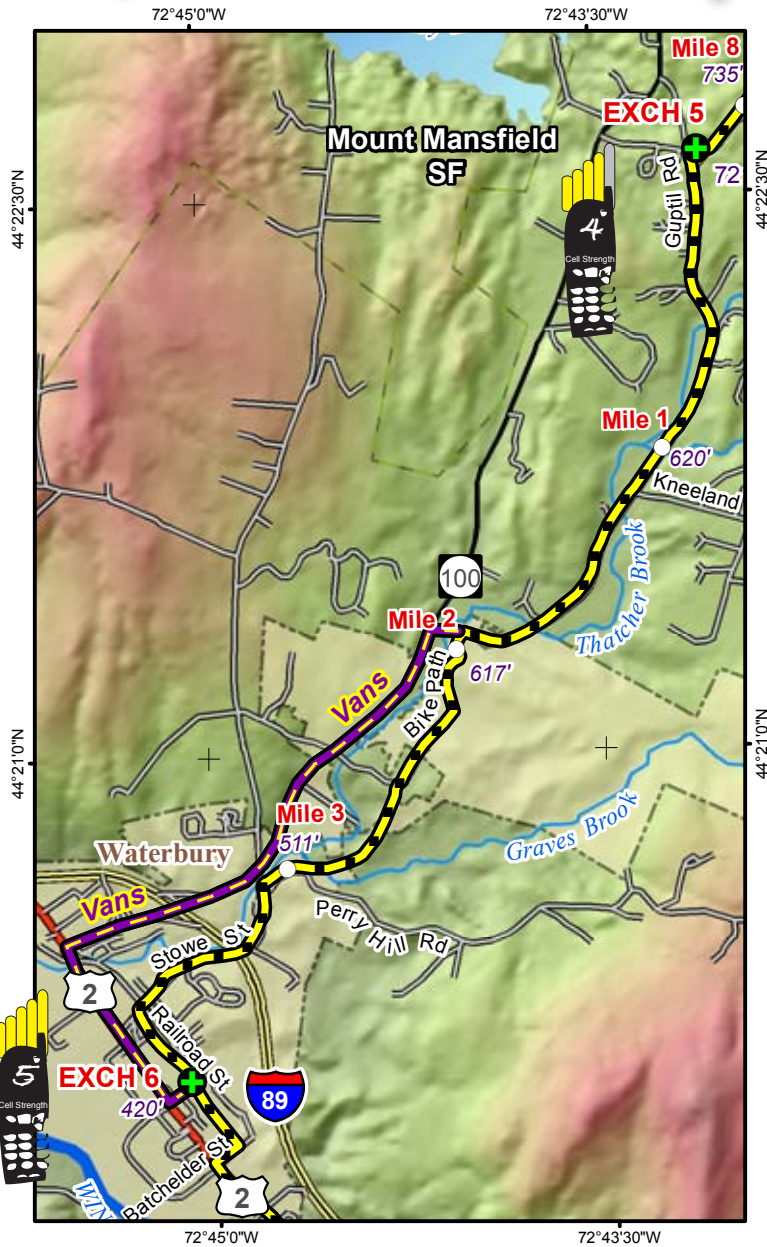 72°45'0"W
72°43'30"W
Mile 8
735'
EXCH 5
Mount Mansfield
SF
44°22'30"N
44°22'30"N
72
Guptil Rd
4
Cell Strength
Mile 1
620'
Kneeland
Thatcher Brook
100
Mile 2
617'
Bike Path
Vans
44°21'0"N
44°21'0"N
Mile 3
511'
Graves Brook
Waterbury
Vans
Perry Hill Rd
Stowe St
2
Railroad St
5
Cell Strength
EXCH 6
420'
89
Batchelder St
2
WIN
72°45'0"W
72°43'30"W